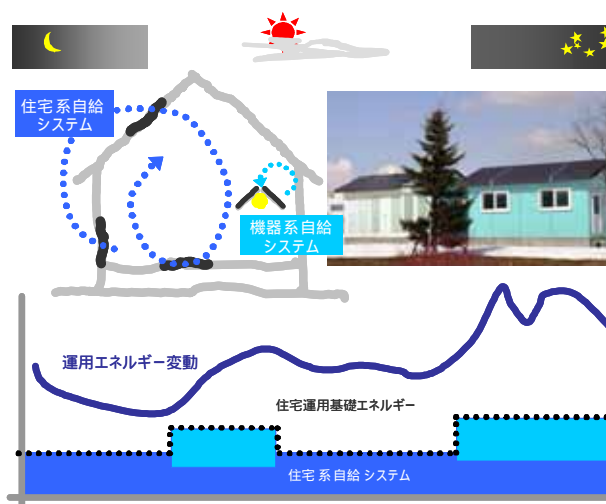 住宅系自給
システム
機器系自給
システム
運用エネルギー変動
住宅運用基礎エネルギー
住宅系自給システム